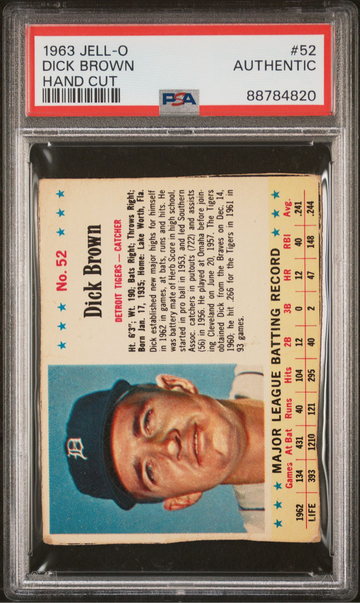 1963 JELL-O #52
DICK BROWN AUTHENTIC
HAND CUT
PSA 88784820
No. 52
Dick Brown
DETROIT TIGERS — CATCHER
Ht. 6'3"; Wt. 190; Bats Right; Throws Right;
Born Jan. 17, 1935; Home: Lake Worth, Fla.
Dick established new major highs for himself
in 1962 in games, at bats, runs and hits. He
was battery mate of Herb Score in high school,
started in pro ball in 1953, and led Southern
Assoc. catchers in putouts (722) and assists
(56) in 1956. He played at Omaha before join-
ing Cleveland on June 20, 1957. The Tigers
obtained Dick from the Braves on Dec. 14,
1960; he hit .266 for the Tigers in 1961 in
93 games.
D
MAJOR LEAGUE BATTING RECORD
Games At Bat Runs Hits 2B 3B HR RBI Avg.
1962 134 431 40 104 12 0 12 40 .241
LIFE 393 1210 121 295 40 2 47 148 .244